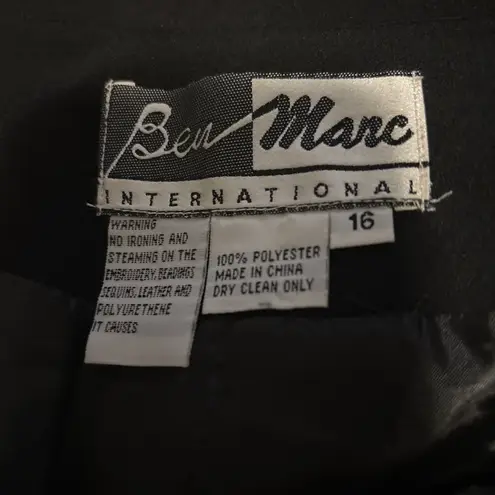 Ben Marc
INTERNATIONAL
16
WARNING
NO IRONING AND
STEAMING ON THE
EMBROIDERY, BEADINGS
SEQUINS, LEATHER AND
POLYURETHENE
IT CAUSES
100% POLYESTER
MADE IN CHINA
DRY CLEAN ONLY